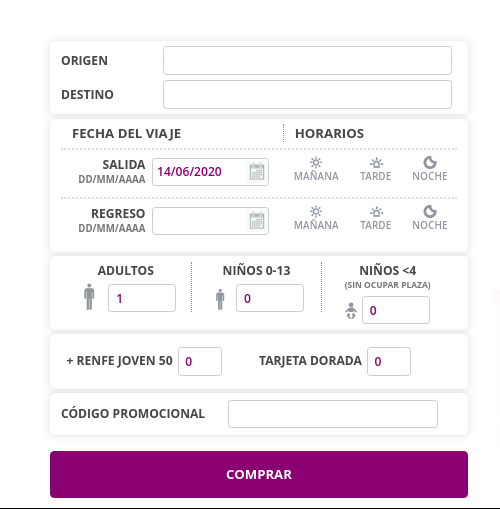 ORIGEN
DESTINO
FECHA DEL VIAJE HORARIOS
SALIDA
DD/MM/AAAA
14/06/2020
MAÑANA TARDE NOCHE
REGRESO
DD/MM/AAAA
MAÑANA TARDE NOCHE
ADULTOS NIÑOS 0-13 NIÑOS <4
(SIN OCUPAR PLAZA)
1 0 0
+ RENFE JOVEN 50 0 TARJETA DORADA 0
CÓDIGO PROMOCIONAL
COMPRAR